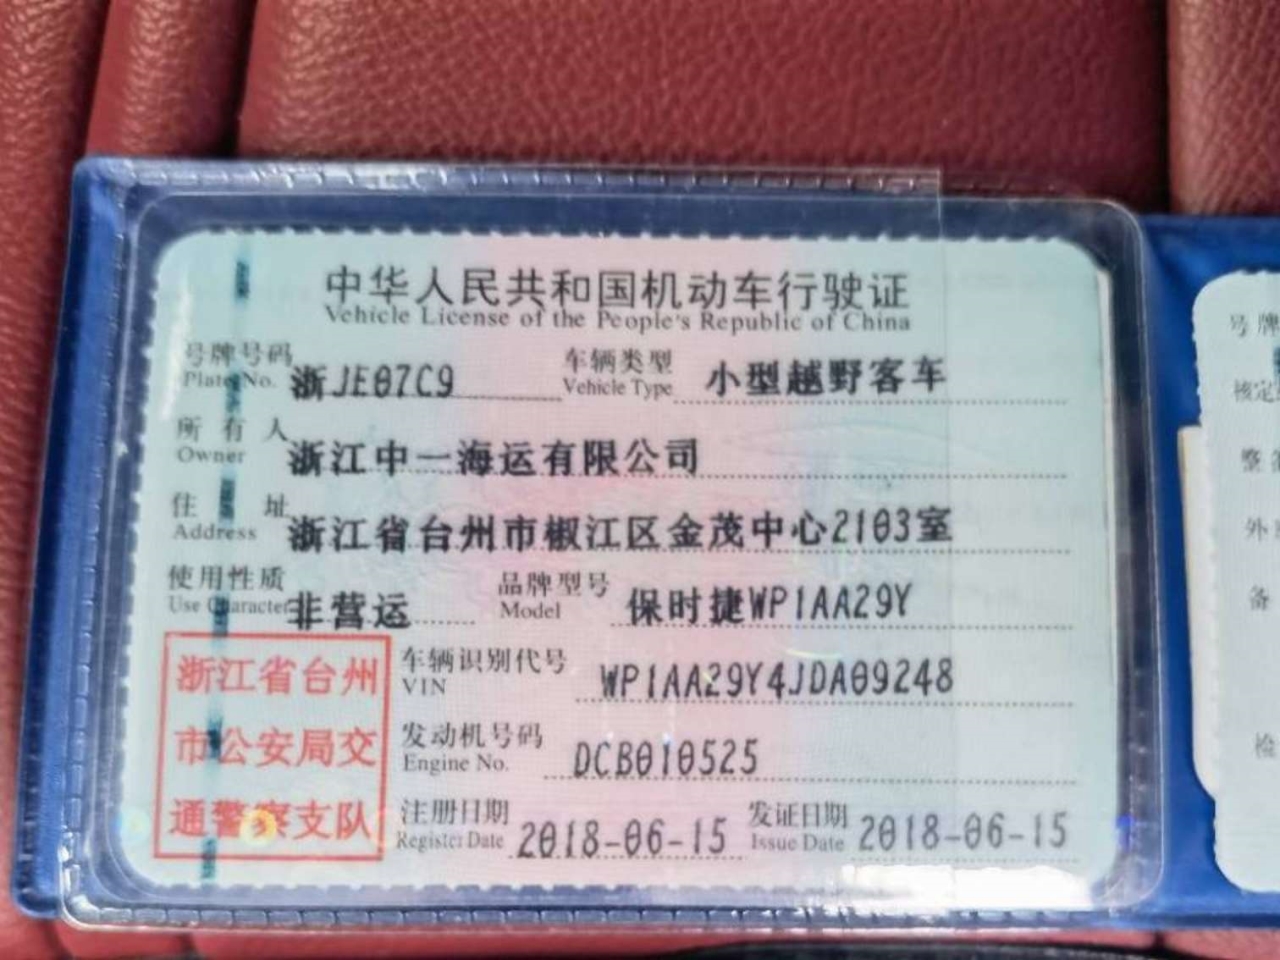 中华人民共和国机动车行驶证
Vehicle License of the People's Republic of China
号牌号码 浙JE07C9 车辆类型 小型越野客车
Plate No. Vehicle Type
所有人 浙江中一海运有限公司
Owner
住址 浙江省台州市椒江区金茂中心2103室
Address
使用性质 非营运 品牌型号 保时捷WP1AA29Y
Use Character Model
浙江省台州
市公安局交
通警察支队
车辆识别代号 WP1AA29Y4JDA09248
VIN
发动机号码 DCB010525
Engine No.
注册日期 2018-06-15 发证日期 2018-06-15
Register Date Issue Date
号牌
核定
整
外
备
检